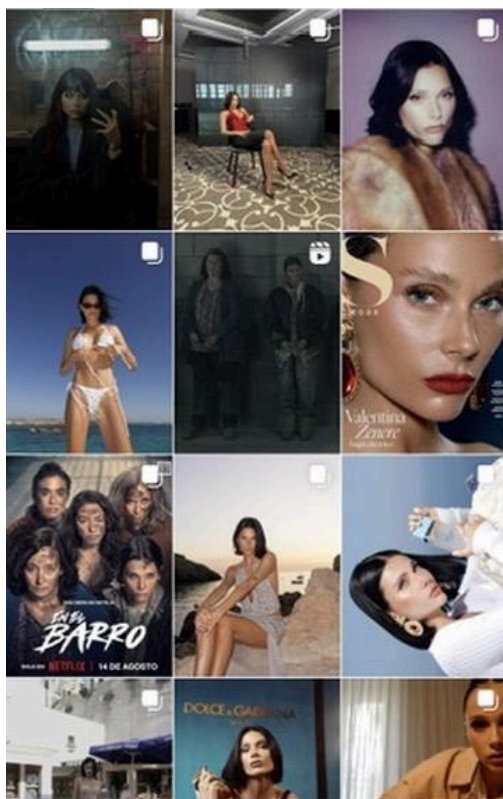 S
MODA
Valentina
Zenere
EN EL
BARRO
NETFLIX | 14 DE AGOSTO
DOLCE & GABBANA